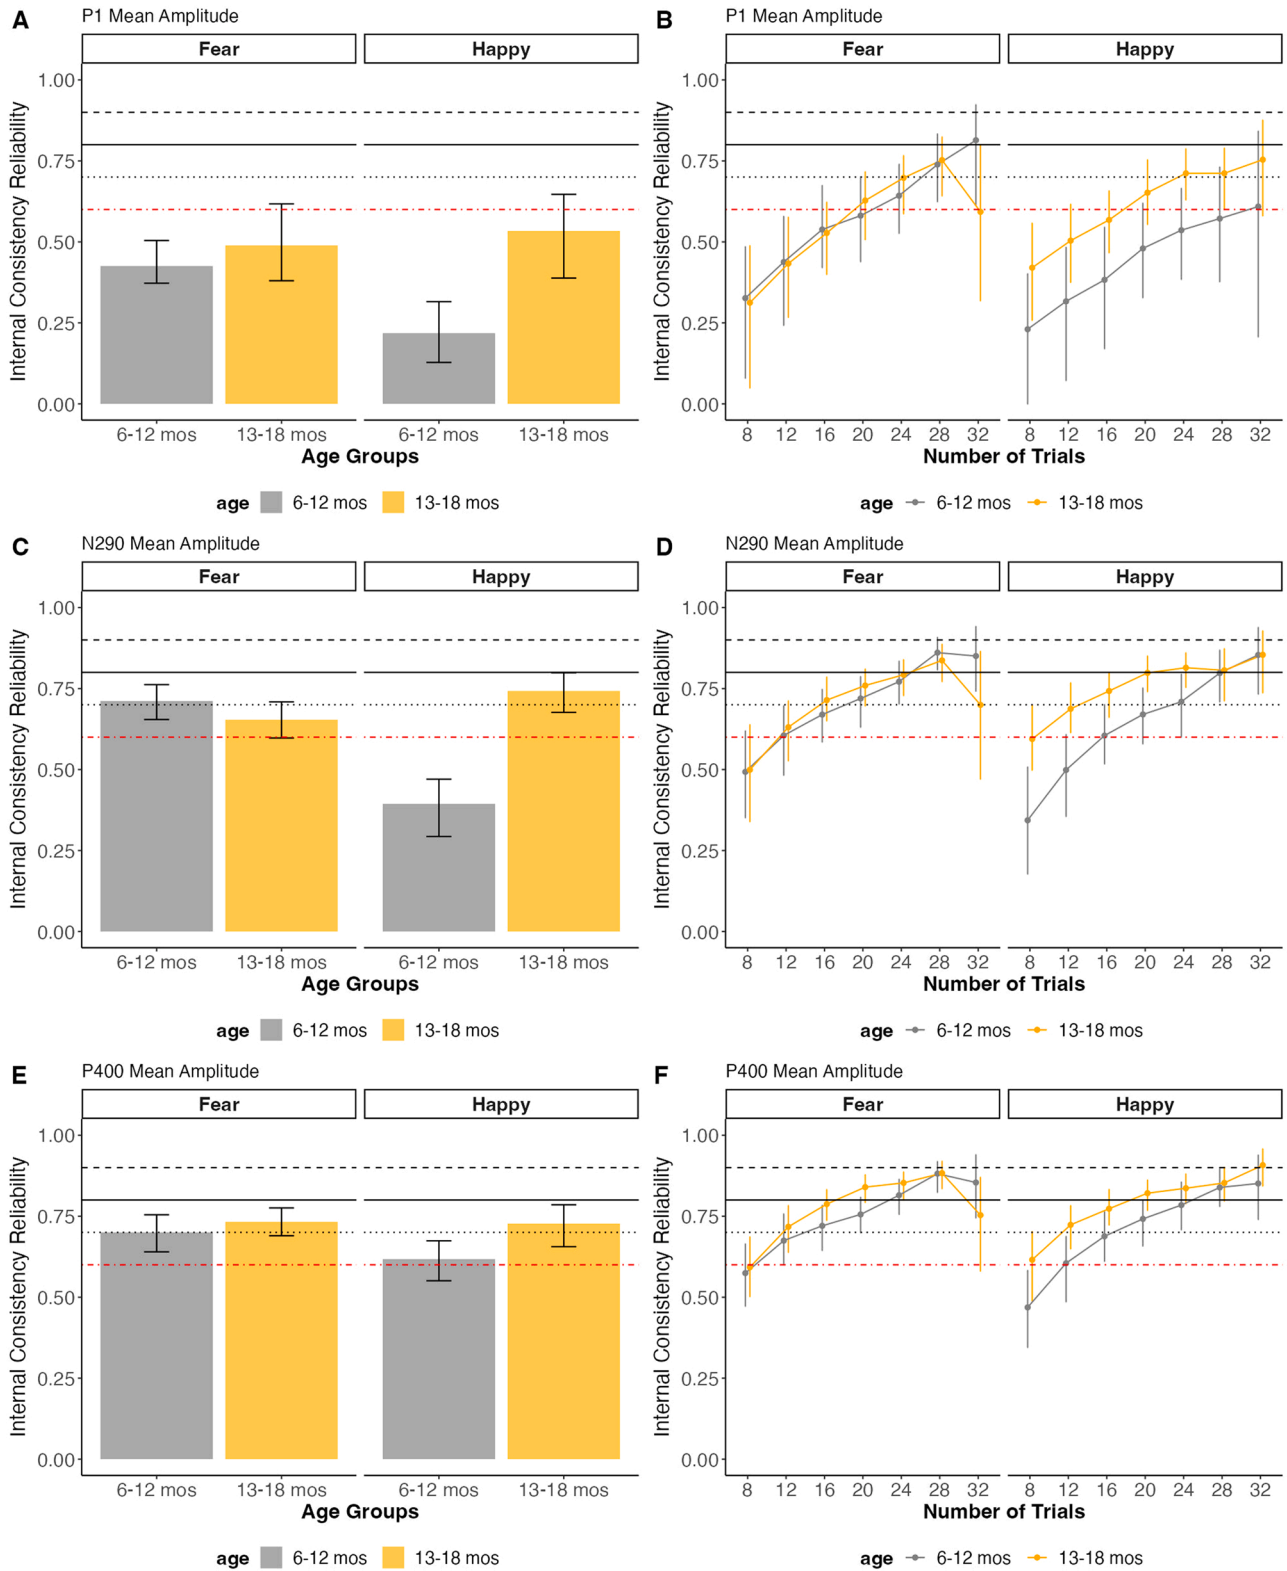 A P1 Mean Amplitude
Fear Happy
Internal Consistency Reliability
1.00
0.75
0.50
0.25
0.00
6-12 mos 13-18 mos 6-12 mos 13-18 mos
Age Groups
age 6-12 mos 13-18 mos
B P1 Mean Amplitude
Fear Happy
Internal Consistency Reliability
1.00
0.75
0.50
0.25
0.00
8 12 16 20 24 28 32 8 12 16 20 24 28 32
Number of Trials
age 6-12 mos 13-18 mos
C N290 Mean Amplitude
Fear Happy
Internal Consistency Reliability
1.00
0.75
0.50
0.25
0.00
6-12 mos 13-18 mos 6-12 mos 13-18 mos
Age Groups
age 6-12 mos 13-18 mos
D N290 Mean Amplitude
Fear Happy
Internal Consistency Reliability
1.00
0.75
0.50
0.25
0.00
8 12 16 20 24 28 32 8 12 16 20 24 28 32
Number of Trials
age 6-12 mos 13-18 mos
E P400 Mean Amplitude
Fear Happy
Internal Consistency Reliability
1.00
0.75
0.50
0.25
0.00
6-12 mos 13-18 mos 6-12 mos 13-18 mos
Age Groups
age 6-12 mos 13-18 mos
F P400 Mean Amplitude
Fear Happy
Internal Consistency Reliability
1.00
0.75
0.50
0.25
0.00
8 12 16 20 24 28 32 8 12 16 20 24 28 32
Number of Trials
age 6-12 mos 13-18 mos